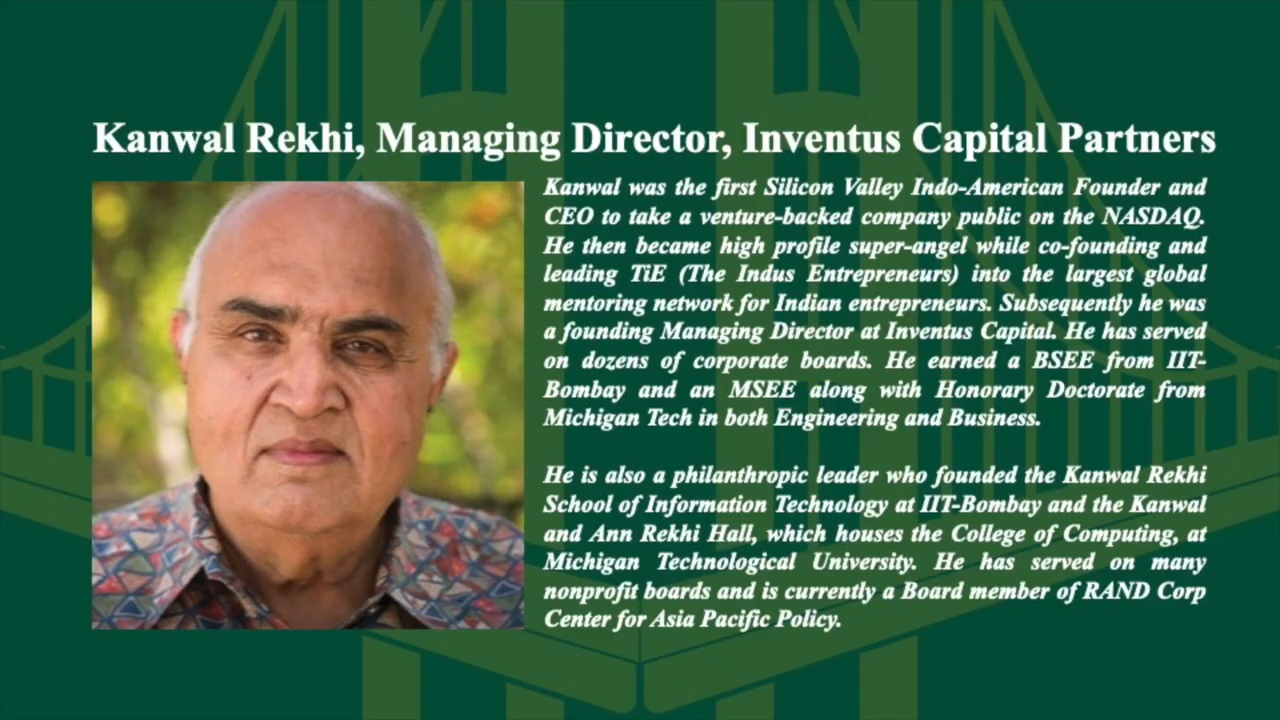 Kanwal Rekhi, Managing Director, Inventus Capital Partners
Kanwal was the first Silicon Valley Indo-American Founder and
CEO to take a venture-backed company public on the NASDAQ.
He then became high profile super-angel while co-founding and
leading TiE (The Indus Entrepreneurs) into the largest global
mentoring network for Indian entrepreneurs. Subsequently he was
a founding Managing Director at Inventus Capital. He has served
on dozens of corporate boards. He earned a BSEE from IIT-
Bombay and an MSEE along with Honorary Doctorate from
Michigan Tech in both Engineering and Business.
He is also a philanthropic leader who founded the Kanwal Rekhi
School of Information Technology at IIT-Bombay and the Kanwal
and Ann Rekhi Hall, which houses the College of Computing, at
Michigan Technological University. He has served on many
nonprofit boards and is currently a Board member of RAND Corp
Center for Asia Pacific Policy.